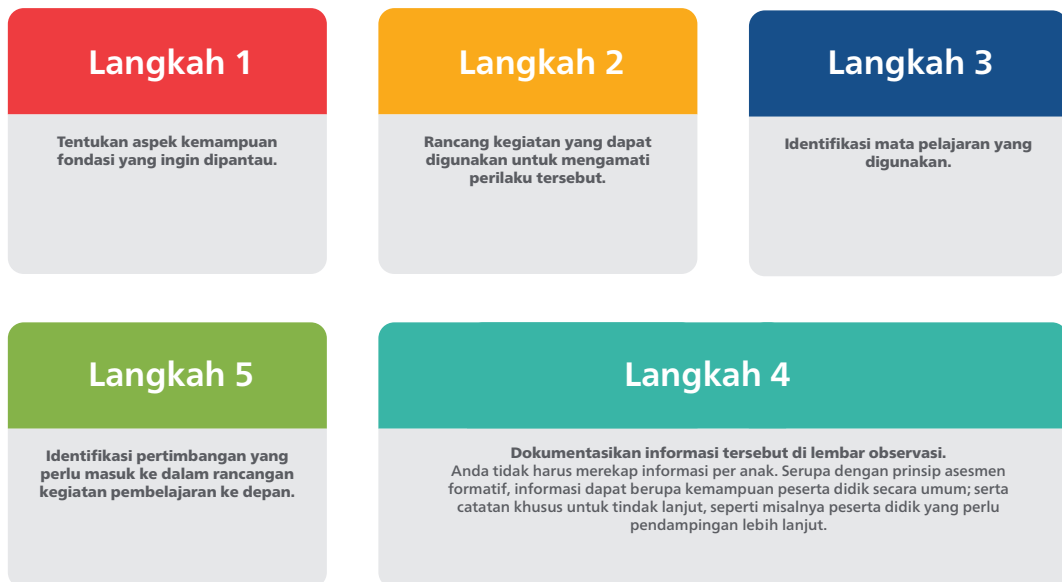 Langkah 1
Tentukan aspek kemampuan
fondasi yang ingin dipantau.
Langkah 2
Rancang kegiatan yang dapat
digunakan untuk mengamati
perilaku tersebut.
Langkah 3
Identifikasi mata pelajaran yang
digunakan.
Langkah 5
Identifikasi pertimbangan yang
perlu masuk ke dalam rancangan
kegiatan pembelajaran ke depan.
Langkah 4
Dokumentasikan informasi tersebut di lembar observasi.
Anda tidak harus merekap informasi per anak. Serupa dengan prinsip asesmen
formatif, informasi dapat berupa kemampuan peserta didik secara umum; serta
catatan khusus untuk tindak lanjut, seperti misalnya peserta didik yang perlu
pendampingan lebih lanjut.